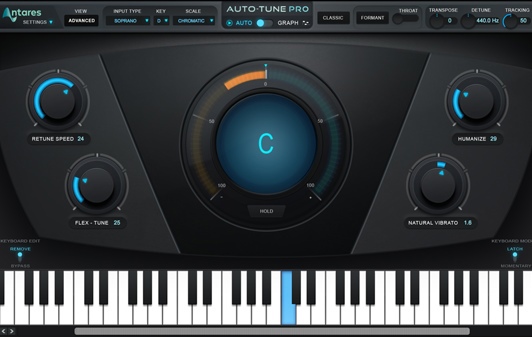 Antares
SETTINGS
VIEW
ADVANCED
INPUT TYPE
SOPRANO
KEY
D
SCALE
CHROMATIC
AUTO-TUNE PRO
AUTO
GRAPH
CLASSIC
FORMANT
THROAT
TRANSPOSE
0
DETUNE
440.0 Hz
TRACKING
50
0
50
50
100
100
-
+
C
HOLD
RETUNE SPEED 24
HUMANIZE 29
FLEX - TUNE 25
NATURAL VIBRATO 1.6
KEYBOARD EDIT
REMOVE
BYPASS
KEYBOARD MODE
LATCH
MOMENTARY